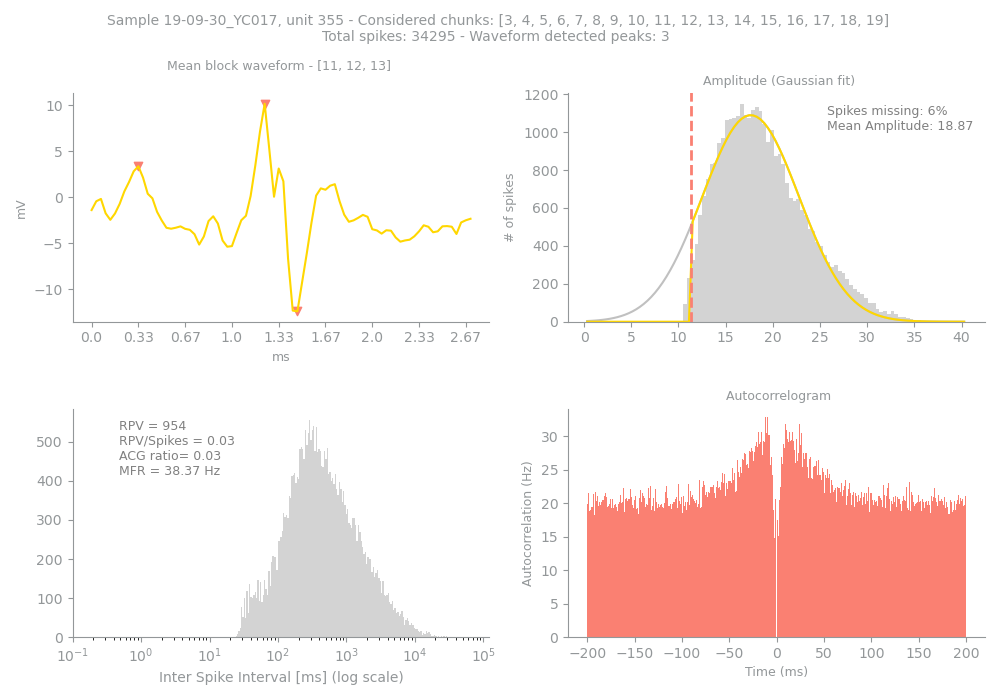 Sample 19-09-30_YC017, unit 355 - Considered chunks: [3, 4, 5, 6, 7, 8, 9, 10, 11, 12, 13, 14, 15, 16, 17, 18, 19]
Total spikes: 34295 - Waveform detected peaks: 3
Mean block waveform - [11, 12, 13]
10
5
0
−5
−10
mV
0.0 0.33 0.67 1.0 1.33 1.67 2.0 2.33 2.67
ms
Amplitude (Gaussian fit)
Spikes missing: 6%
Mean Amplitude: 18.87
1200
1000
800
600
400
200
0
# of spikes
0 5 10 15 20 25 30 35 40
RPV = 954
RPV/Spikes = 0.03
ACG ratio= 0.03
MFR = 38.37 Hz
500
400
300
200
100
0
10⁻¹ 10⁰ 10¹ 10² 10³ 10⁴ 10⁵
Inter Spike Interval [ms] (log scale)
Autocorrelogram
30
25
20
15
10
5
0
Autocorrelation (Hz)
−200 −150 −100 −50 0 50 100 150 200
Time (ms)